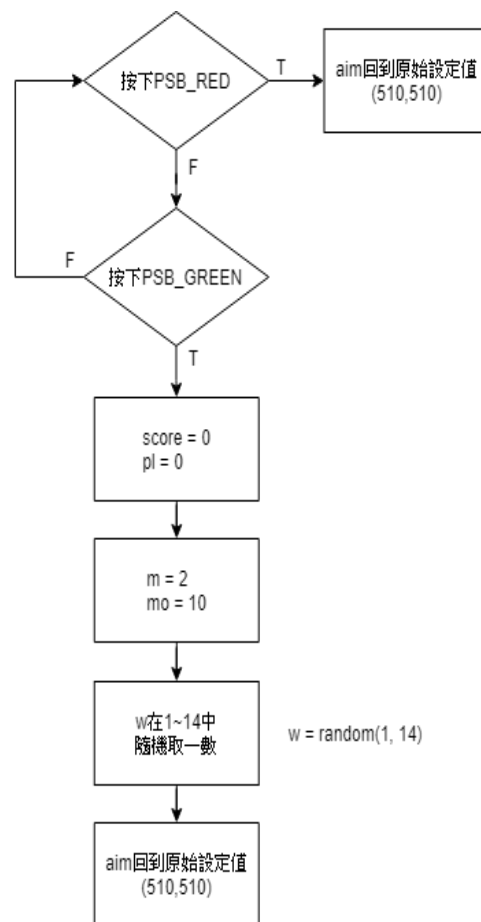 按下PSB_RED
T
aim回到原始設定值
(510,510)
F
F
按下PSB_GREEN
T
score = 0
pl = 0
m = 2
mo = 10
w在1~14中
隨機取一數
w = random(1, 14)
aim回到原始設定值
(510,510)